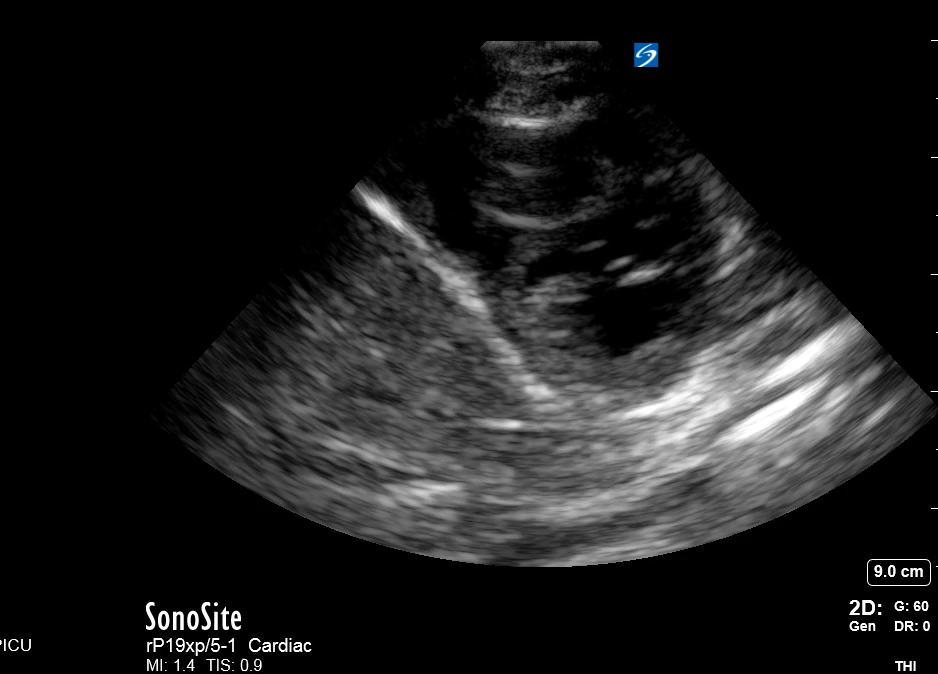 9.0 cm
SonoSite
2D: G: 60
Gen DR: 0
rP19xp/5-1 Cardiac
MI: 1.4 TIS: 0.9
THI